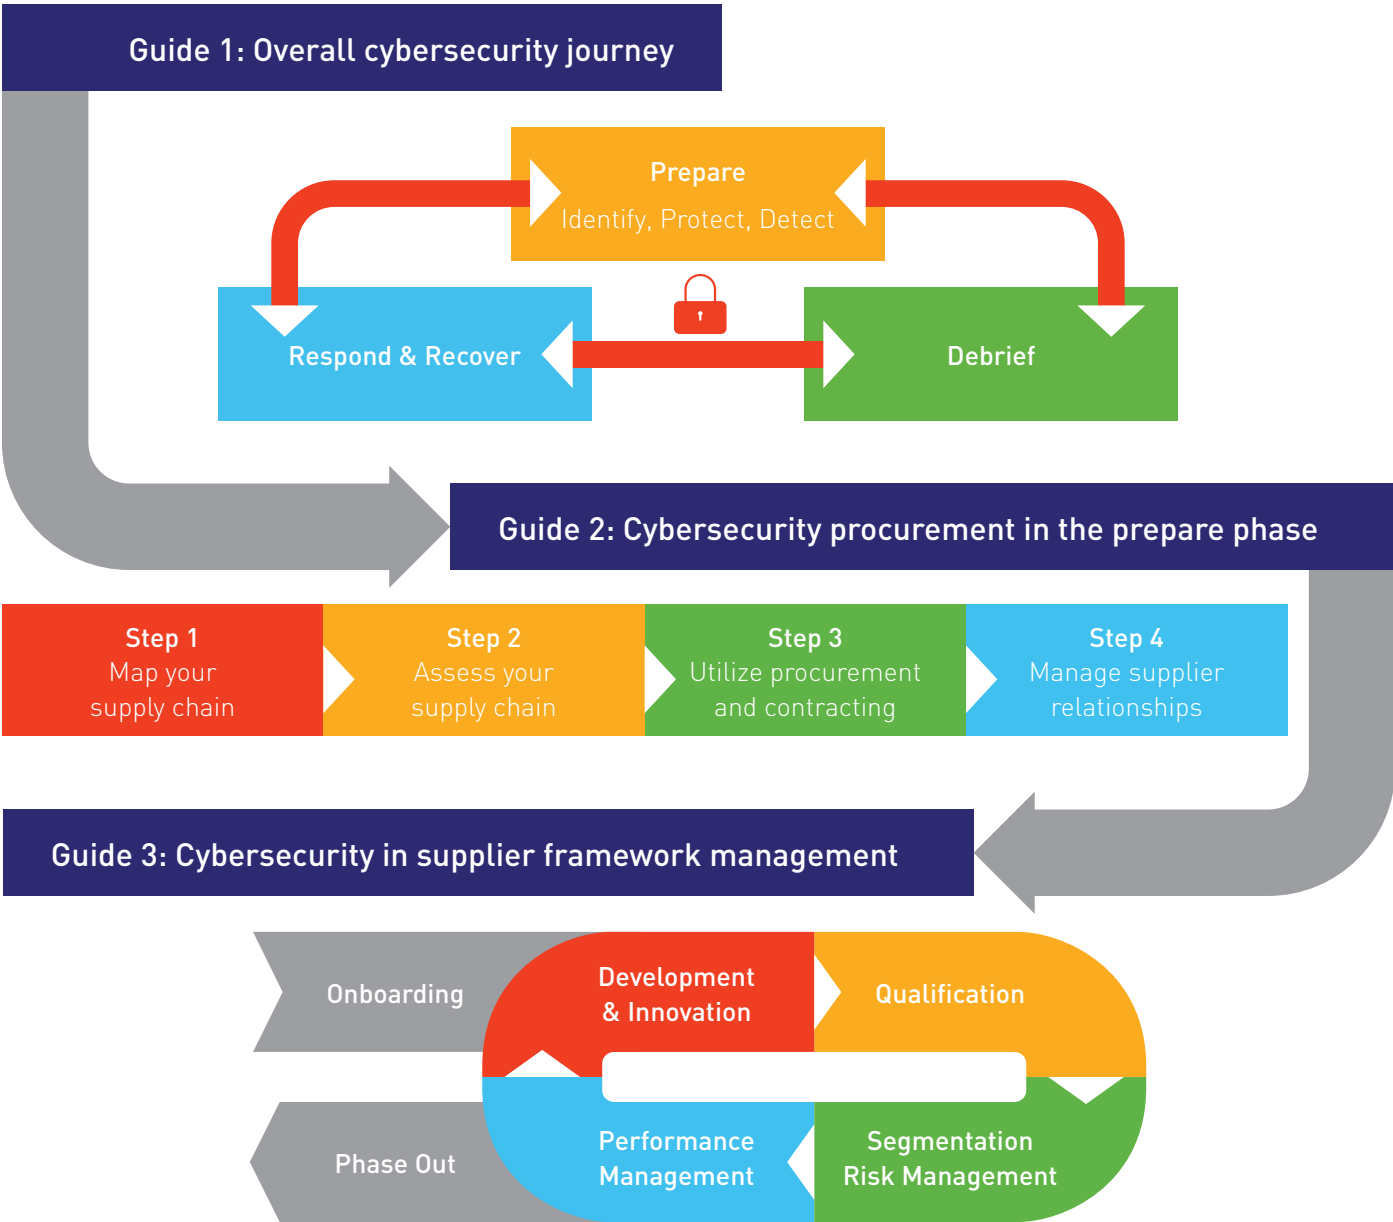 Guide 1: Overall cybersecurity journey
Prepare
Identify, Protect, Detect
Respond & Recover
Debrief
Guide 2: Cybersecurity procurement in the prepare phase
Step 1
Map your
supply chain
Step 2
Assess your
supply chain
Step 3
Utilize procurement
and contracting
Step 4
Manage supplier
relationships
Guide 3: Cybersecurity in supplier framework management
Onboarding
Development
& Innovation
Qualification
Phase Out
Performance
Management
Segmentation
Risk Management